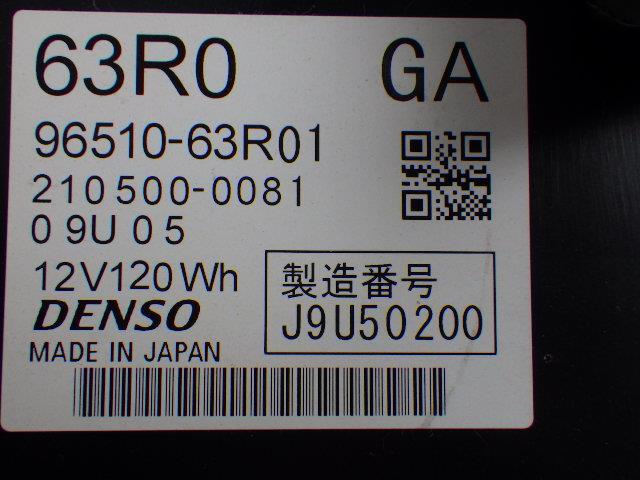 63R0 GA
96510-63R01
210500-0081
09U05
12V120Wh
DENSO
MADE IN JAPAN
製造番号
J9U50200